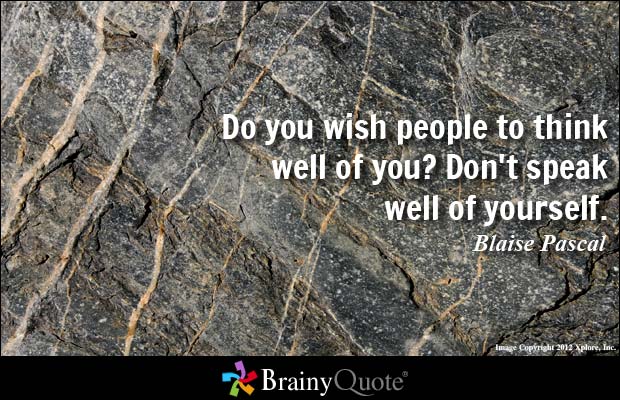 Do you wish people to think
well of you? Don't speak
well of yourself.
Blaise Pascal
Image Copyright 2012 Xplore, Inc.
BrainyQuote®